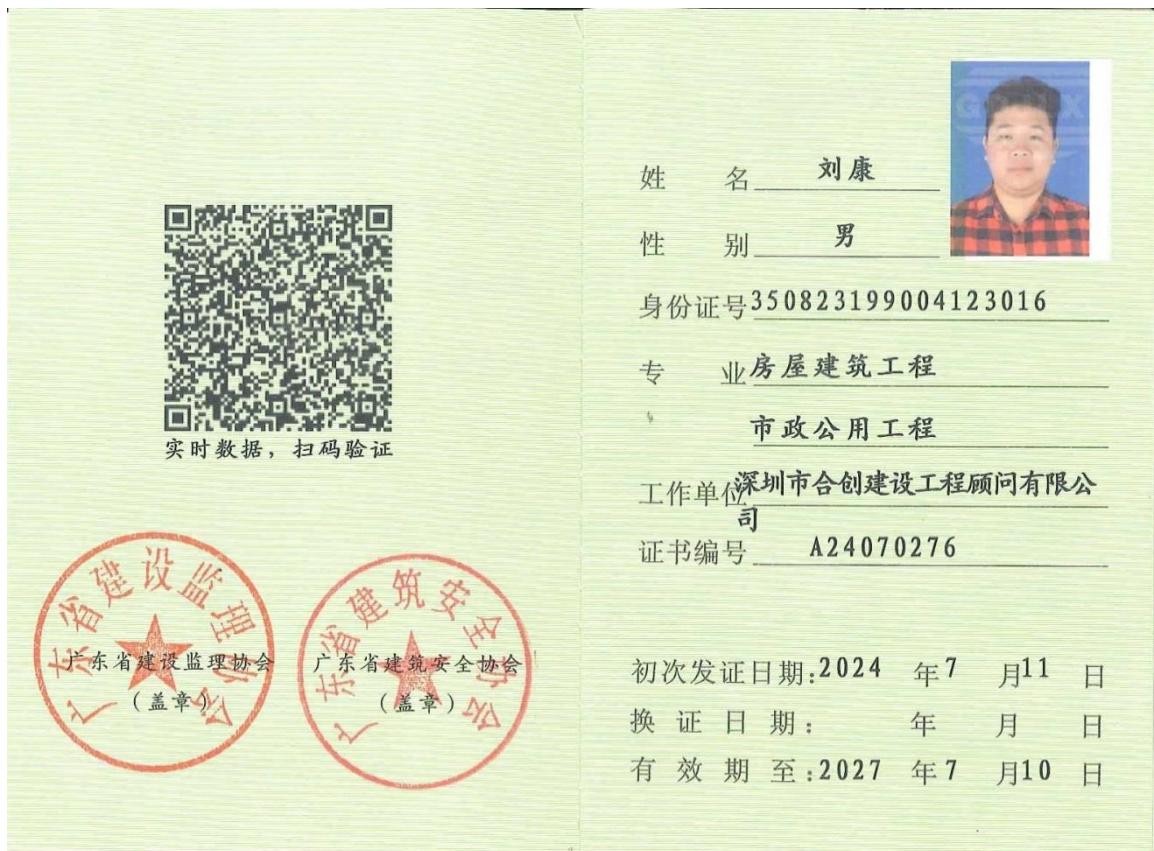 实时数据，扫码验证
广东省建设监理协会
广东省建设监理协会
（盖章）
广东省建筑安全协会
广东省建筑安全协会
（盖章）
姓 名 刘康
性 别 男
身份证号 350823199004123016
专 业 房屋建筑工程
市政公用工程
工作单位 深圳市合创建设工程顾问有限公
司
证书编号 A24070276
初次发证日期：2024 年 7 月 11 日
换证日期： 年 月 日
有效期至：2027 年 7 月 10 日